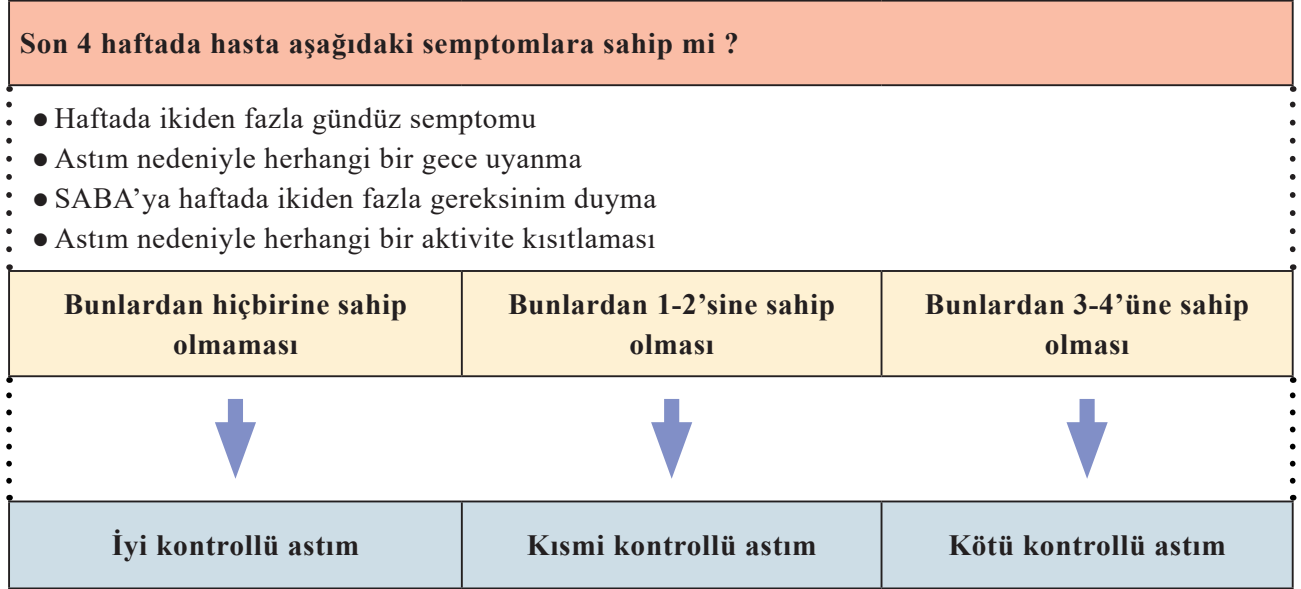 Son 4 haftada hasta aşağıdaki semptomlara sahip mi ?
● Haftada ikiden fazla gündüz semptomu
● Astım nedeniyle herhangi bir gece uyanma
● SABA’ya haftada ikiden fazla gereksinim duyma
● Astım nedeniyle herhangi bir aktivite kısıtlaması
Bunlardan hiçbirine sahip
olmaması
Bunlardan 1-2’sine sahip
olması
Bunlardan 3-4’üne sahip
olması
İyi kontrollü astım
Kısmi kontrollü astım
Kötü kontrollü astım